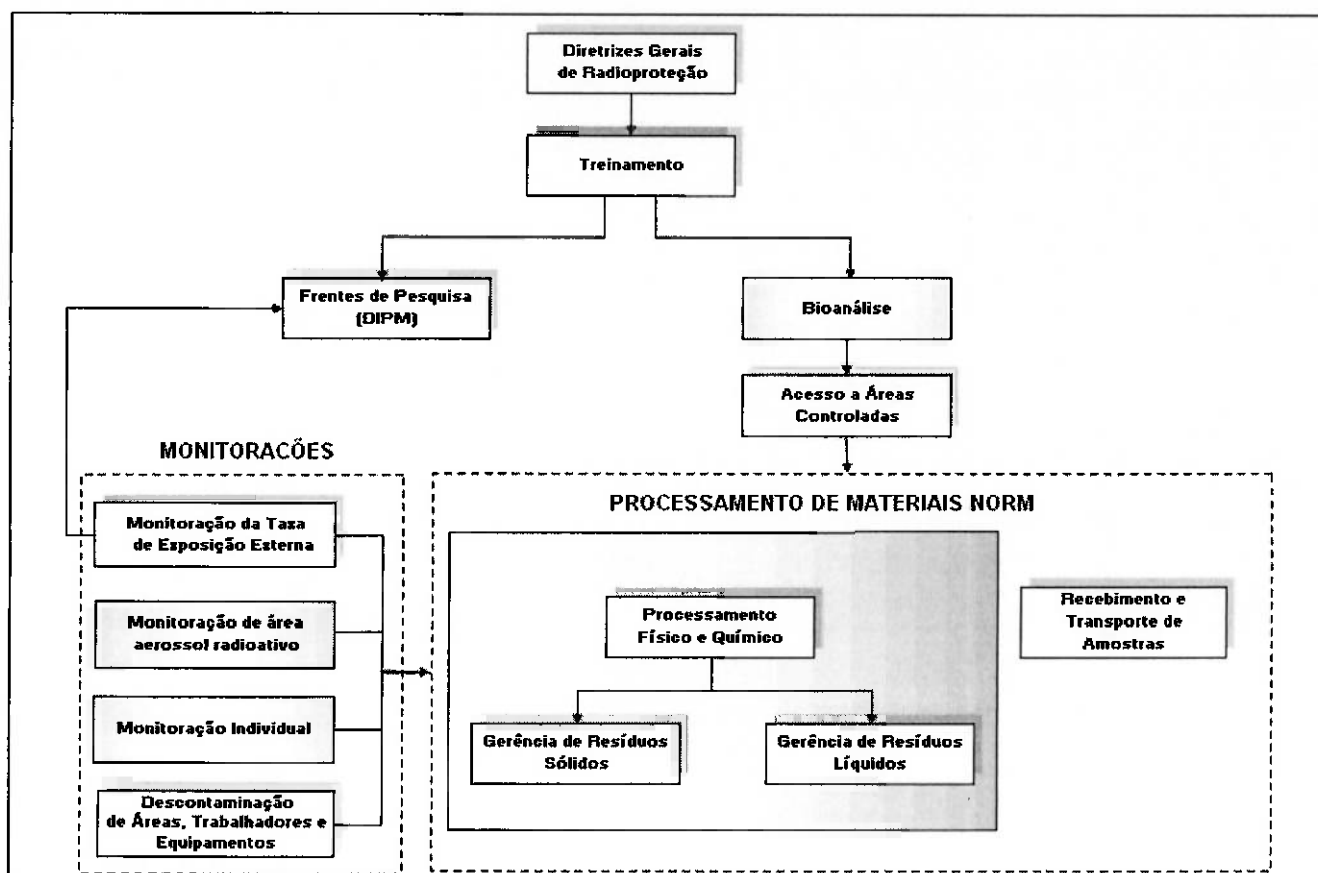 Diretrizes Gerais
de Radioproteção
Treinamento
Frentes de Pesquisa
(DIPM)
Bioanálise
Acesso a Áreas
Controladas
MONITORACÕES
Monitoração da Taxa
de Exposição Externa
Monitoração de área
aerossol radioativo
Monitoração Individual
Descontaminação
de Áreas, Trabalhadores e
Equipamentos
PROCESSAMENTO DE MATERIAIS NORM
Processamento
Físico e Químico
Gerência de Resíduos
Sólidos
Gerência de Resíduos
Líquidos
Recebimento e
Transporte de
Amostras